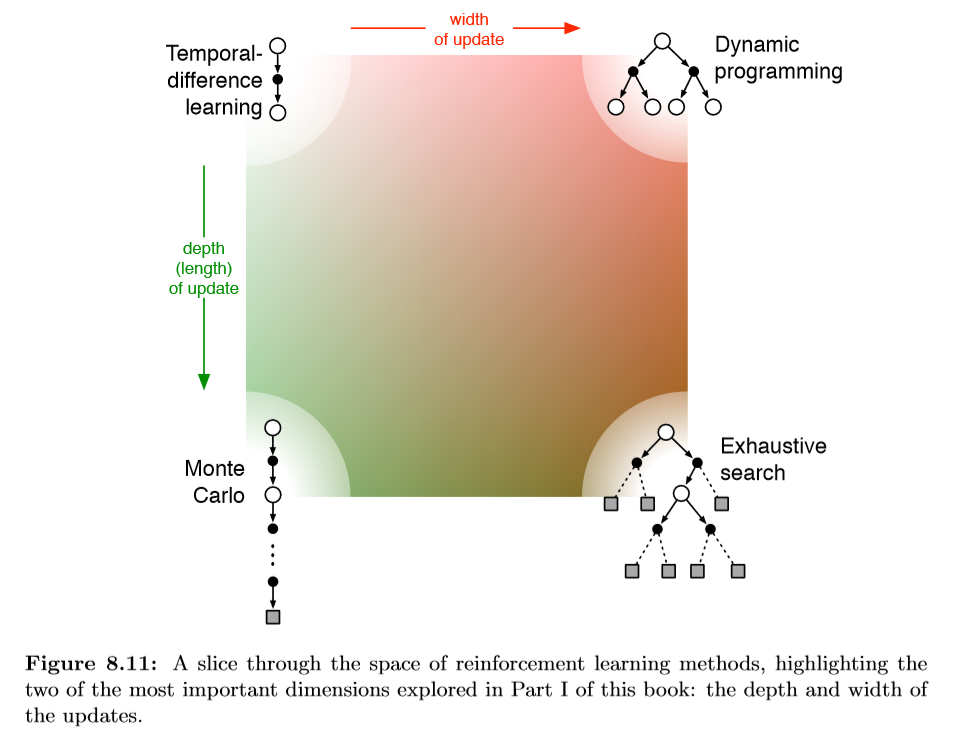 width
of update
Temporal-
difference
learning
Dynamic
programming
depth
(length)
of update
Monte
Carlo
Exhaustive
search
Figure 8.11: A slice through the space of reinforcement learning methods, highlighting the
two of the most important dimensions explored in Part I of this book: the depth and width of
the updates.